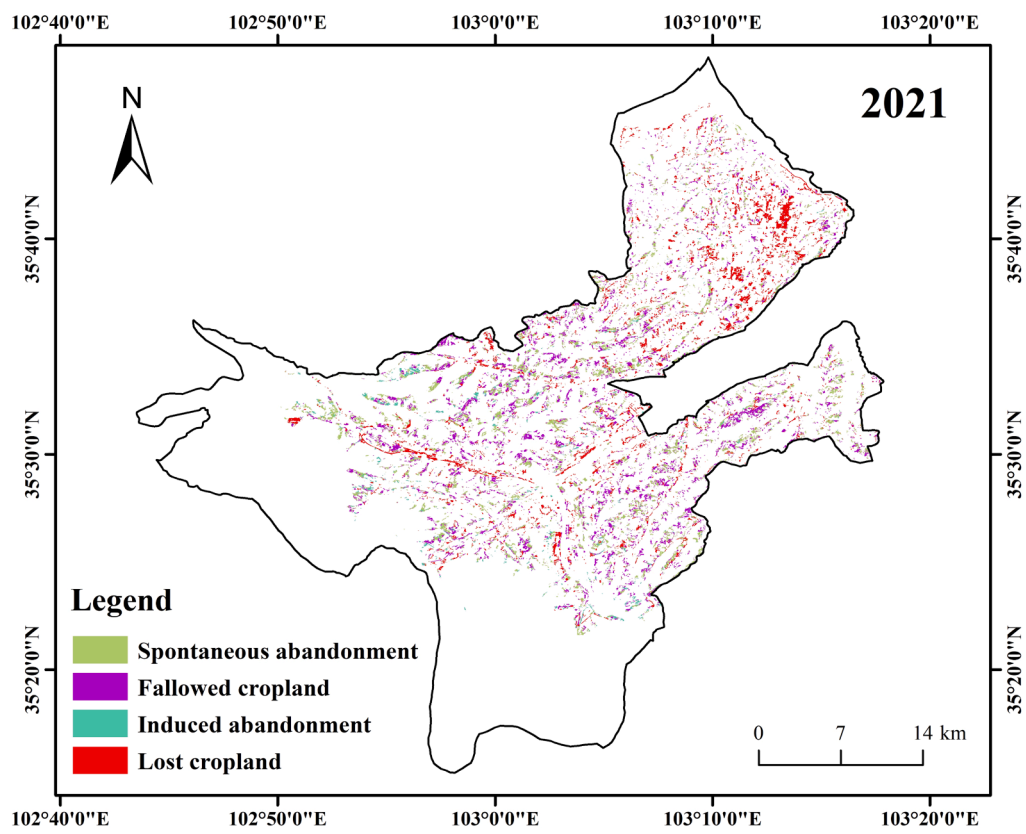 102°40'0"E 102°50'0"E 103°0'0"E 103°10'0"E 103°20'0"E
N
2021
35°40'0"N 35°40'0"N
35°30'0"N 35°30'0"N
35°20'0"N 35°20'0"N
Legend
Spontaneous abandonment
Fallowed cropland
Induced abandonment
Lost cropland
0 7 14 km
102°40'0"E 102°50'0"E 103°0'0"E 103°10'0"E 103°20'0"E